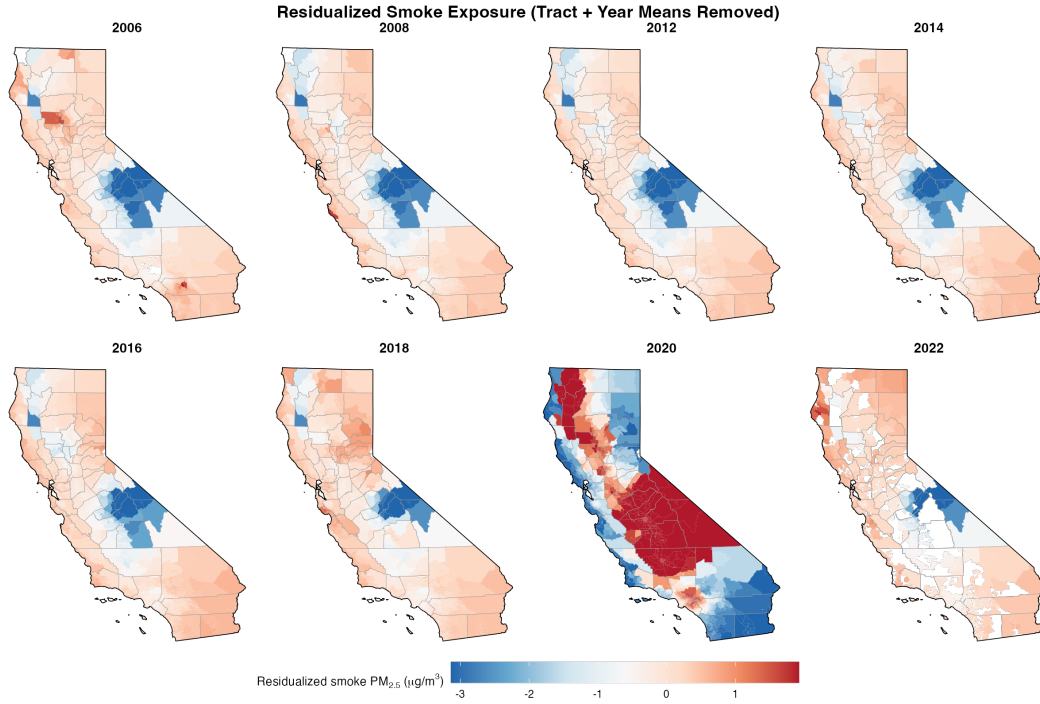 Residualized Smoke Exposure (Tract + Year Means Removed)
2006 2008 2012 2014
2016 2018 2020 2022
Residualized smoke PM₂.₅ (μg/m³)
-3 -2 -1 0 1